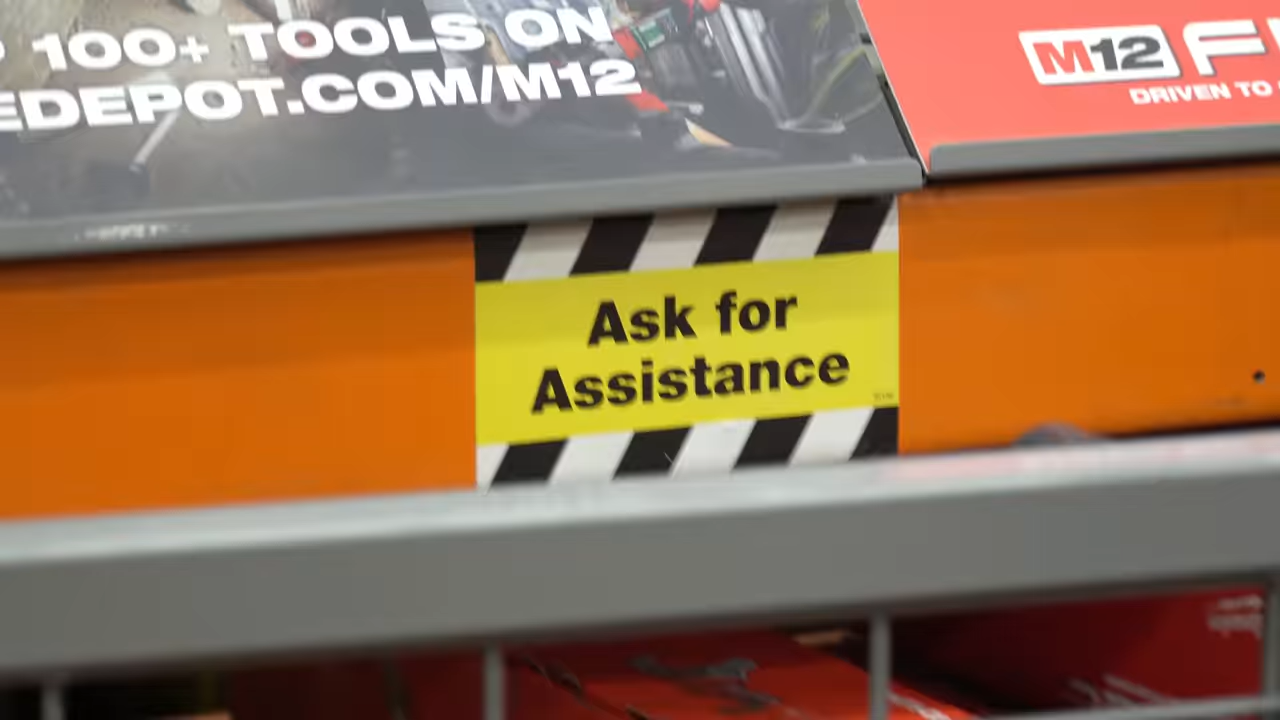 100+ TOOLS ON
EDEPOT.COM/M12
M12
DRIVEN TO
Ask for
Assistance